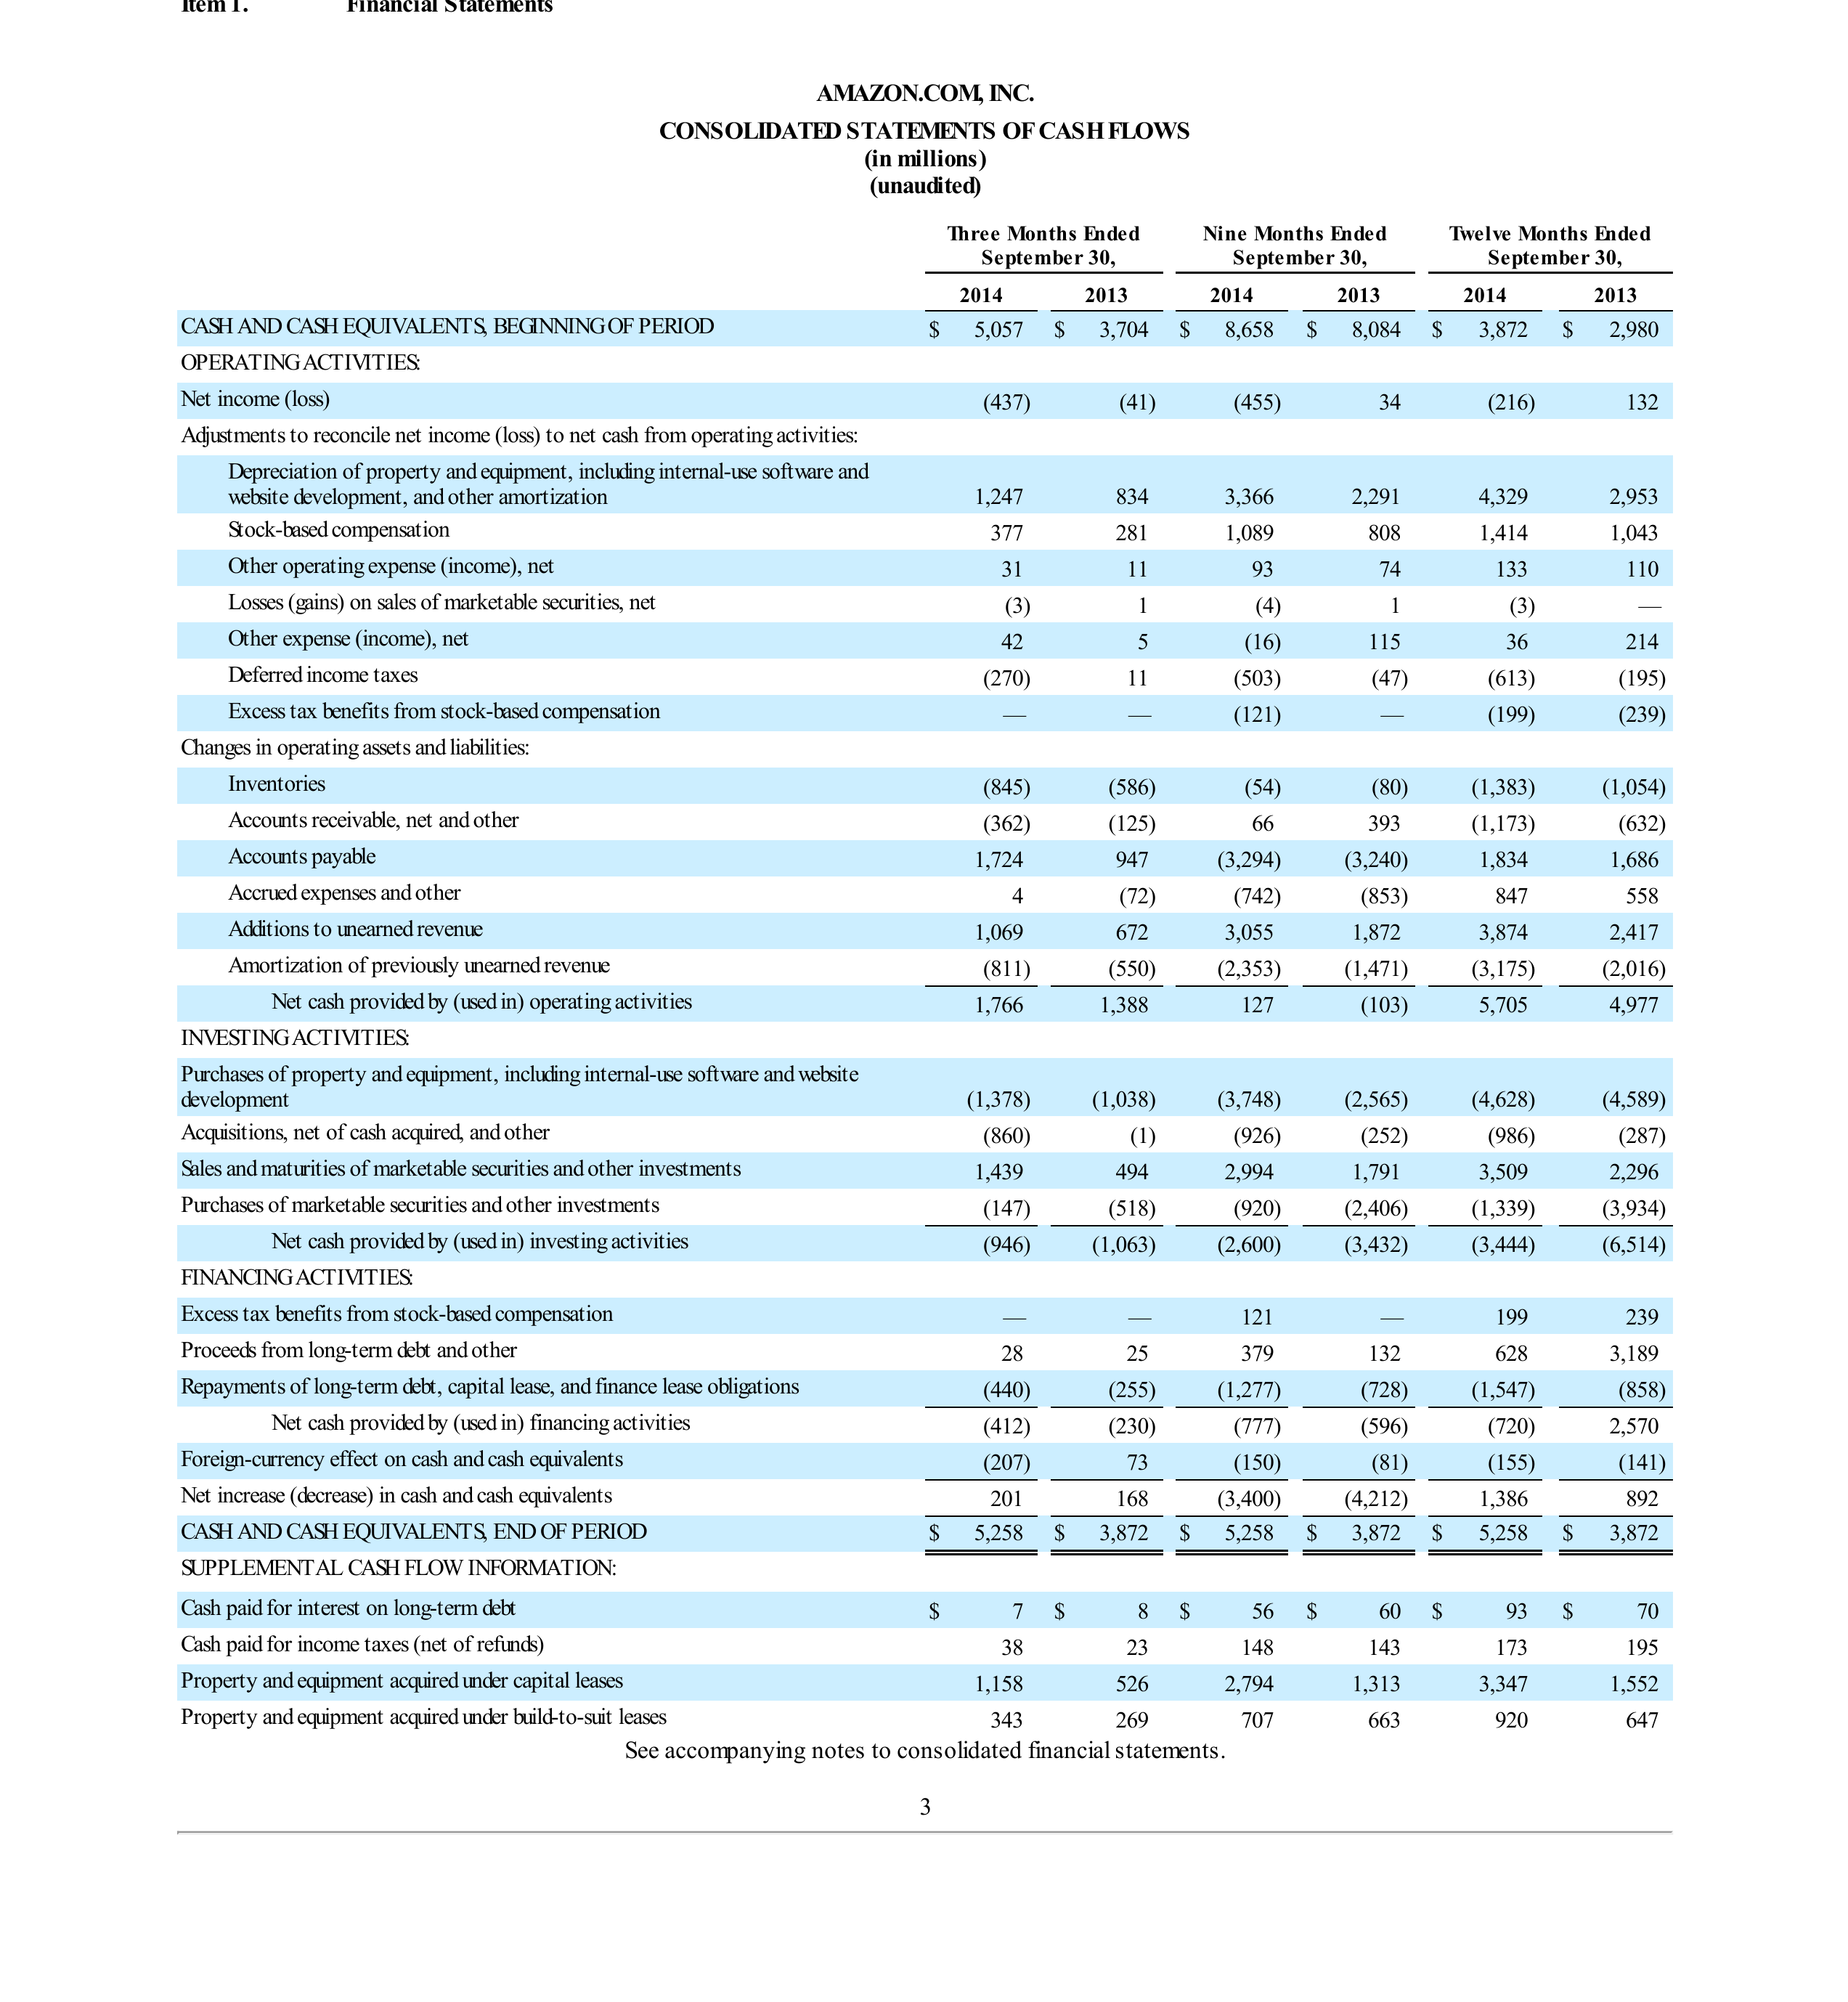 Item 1. Financial Statements
AMAZON.COM, INC.
CONSOLIDATED STATEMENTS OF CASH FLOWS
(in millions)
(unaudited)
Three Months Ended Nine Months Ended Twelve Months Ended
September 30, September 30, September 30,
2014 2013 2014 2013 2014 2013
CASH AND CASH EQUIVALENTS, BEGINNING OF PERIOD $ 5,057 $ 3,704 $ 8,658 $ 8,084 $ 3,872 $ 2,980
OPERATING ACTIVITIES:
Net income (loss) (437) (41) (455) 34 (216) 132
Adjustments to reconcile net income (loss) to net cash from operating activities:
Depreciation of property and equipment, including internal-use software and
website development, and other amortization 1,247 834 3,366 2,291 4,329 2,953
Stock-based compensation 377 281 1,089 808 1,414 1,043
Other operating expense (income), net 31 11 93 74 133 110
Losses (gains) on sales of marketable securities, net (3) 1 (4) 1 (3) —
Other expense (income), net 42 5 (16) 115 36 214
Deferred income taxes (270) 11 (503) (47) (613) (195)
Excess tax benefits from stock-based compensation — — (121) — (199) (239)
Changes in operating assets and liabilities:
Inventories (845) (586) (54) (80) (1,383) (1,054)
Accounts receivable, net and other (362) (125) 66 393 (1,173) (632)
Accounts payable 1,724 947 (3,294) (3,240) 1,834 1,686
Accrued expenses and other 4 (72) (742) (853) 847 558
Additions to unearned revenue 1,069 672 3,055 1,872 3,874 2,417
Amortization of previously unearned revenue (811) (550) (2,353) (1,471) (3,175) (2,016)
Net cash provided by (used in) operating activities 1,766 1,388 127 (103) 5,705 4,977
INVESTING ACTIVITIES:
Purchases of property and equipment, including internal-use software and website
development (1,378) (1,038) (3,748) (2,565) (4,628) (4,589)
Acquisitions, net of cash acquired, and other (860) (1) (926) (252) (986) (287)
Sales and maturities of marketable securities and other investments 1,439 494 2,994 1,791 3,509 2,296
Purchases of marketable securities and other investments (147) (518) (920) (2,406) (1,339) (3,934)
Net cash provided by (used in) investing activities (946) (1,063) (2,600) (3,432) (3,444) (6,514)
FINANCING ACTIVITIES:
Excess tax benefits from stock-based compensation — — 121 — 199 239
Proceeds from long-term debt and other 28 25 379 132 628 3,189
Repayments of long-term debt, capital lease, and finance lease obligations (440) (255) (1,277) (728) (1,547) (858)
Net cash provided by (used in) financing activities (412) (230) (777) (596) (720) 2,570
Foreign-currency effect on cash and cash equivalents (207) 73 (150) (81) (155) (141)
Net increase (decrease) in cash and cash equivalents 201 168 (3,400) (4,212) 1,386 892
CASH AND CASH EQUIVALENTS, END OF PERIOD $ 5,258 $ 3,872 $ 5,258 $ 3,872 $ 5,258 $ 3,872
SUPPLEMENTAL CASH FLOW INFORMATION:
Cash paid for interest on long-term debt $ 7 $ 8 $ 56 $ 60 $ 93 $ 70
Cash paid for income taxes (net of refunds) 38 23 148 143 173 195
Property and equipment acquired under capital leases 1,158 526 2,794 1,313 3,347 1,552
Property and equipment acquired under build-to-suit leases 343 269 707 663 920 647
See accompanying notes to consolidated financial statements.
3